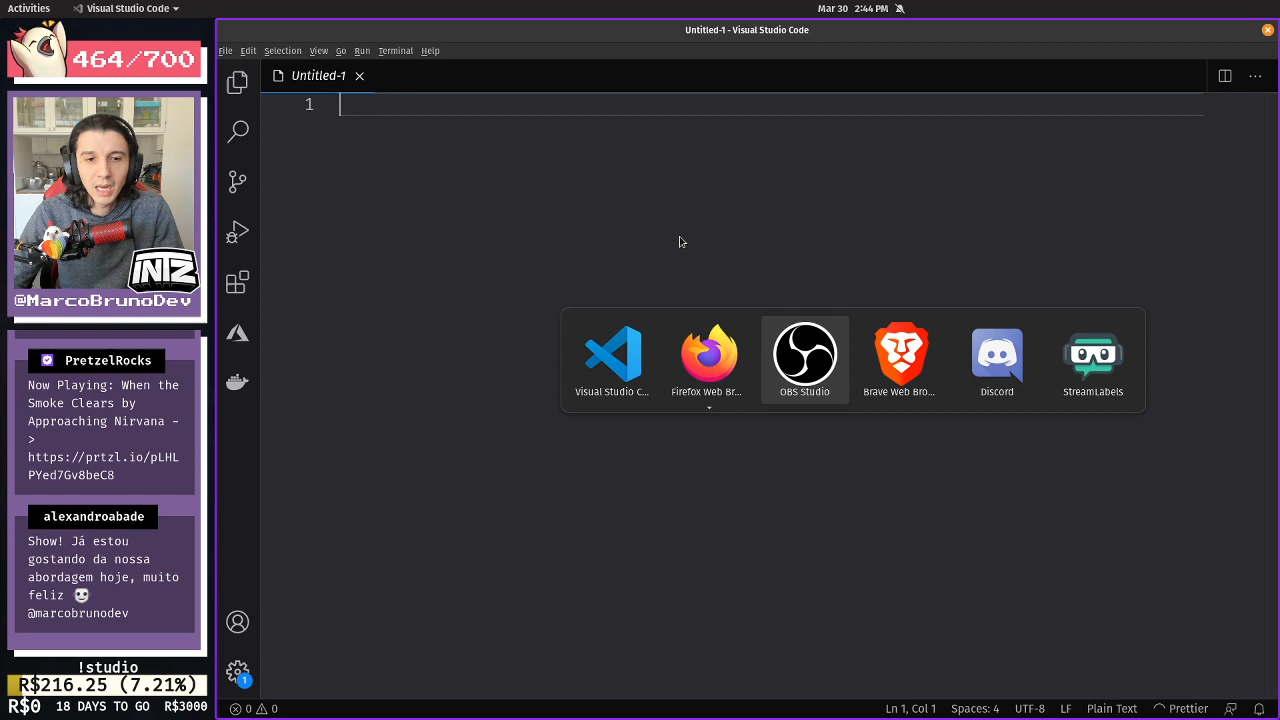 Activities
Visual Studio Code
Mar 30 2:44 PM
464/700
INTZ
@MarcoBrunoDev
PretzelRocks
Now Playing: When the
Smoke Clears by
Approaching Nirvana -
>
https://prtzl.io/pLHL
PYed7Gv8beC8
alexandroabade
Show! Já estou
gostando da nossa
abordagem hoje, muito
feliz
@marcobrunodev
!studio
R$216.25 (7.21%)
R$0 18 DAYS TO GO R$3000
Untitled-1 - Visual Studio Code
File Edit Selection View Go Run Terminal Help
Untitled-1
1
Visual Studio C...
Firefox Web Br...
OBS Studio
Brave Web Bro...
Discord
StreamLabels
1
0 0
Ln 1, Col 1 Spaces: 4 UTF-8 LF Plain Text Prettier